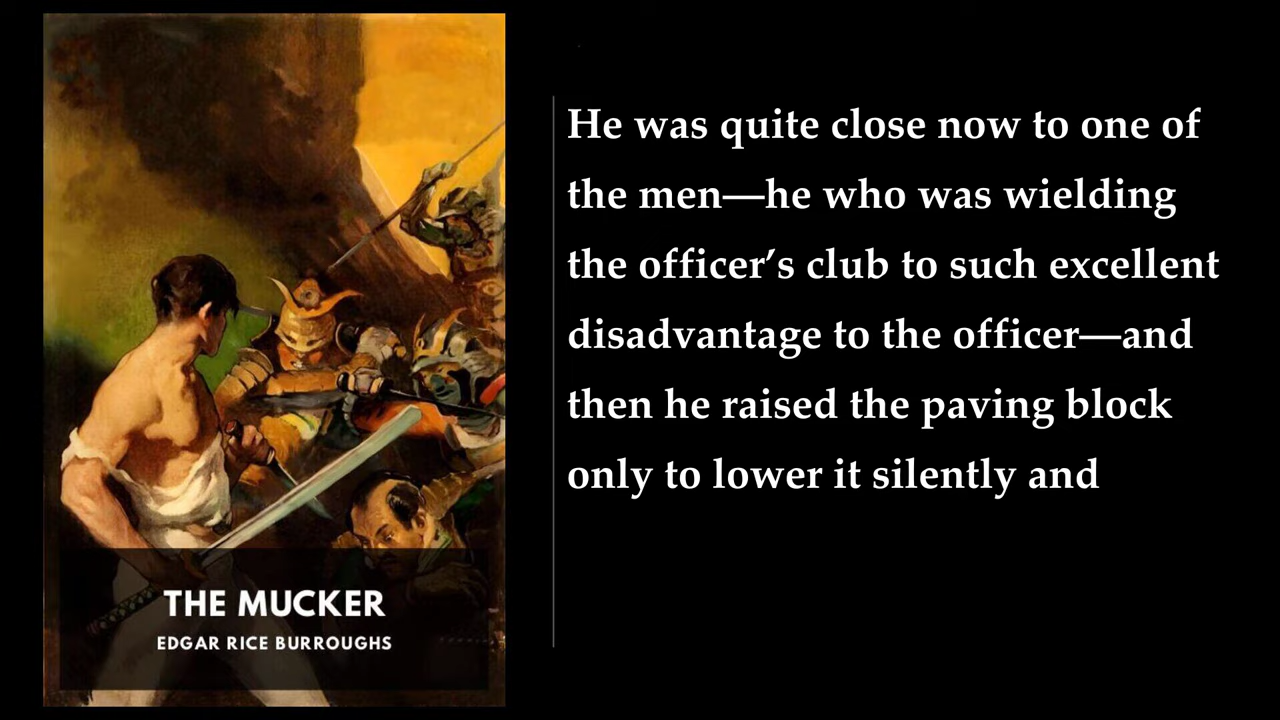 THE MUCKER
EDGAR RICE BURROUGHS
He was quite close now to one of
the men—he who was wielding
the officer’s club to such excellent
disadvantage to the officer—and
then he raised the paving block
only to lower it silently and